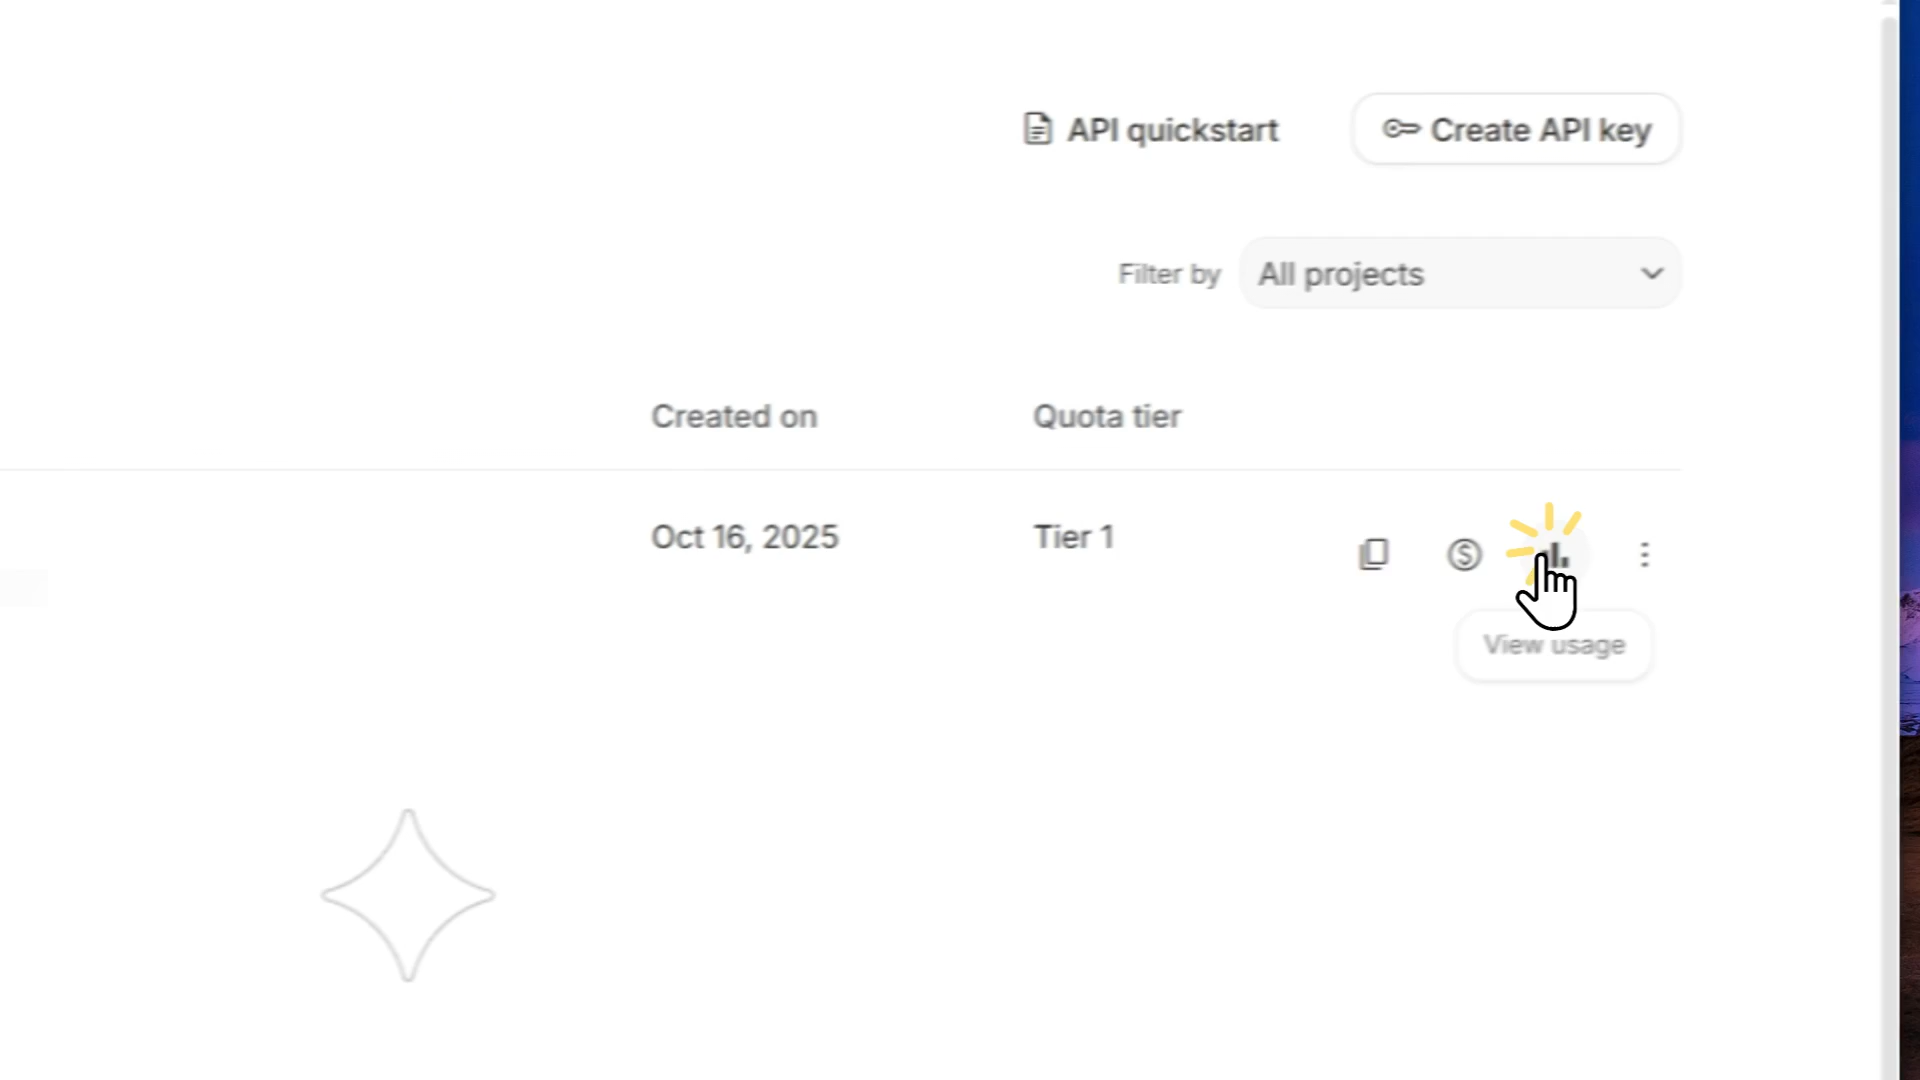 API quickstart
Create API key
Filter by
All projects
Created on
Quota tier
Oct 16, 2025
Tier 1
View usage